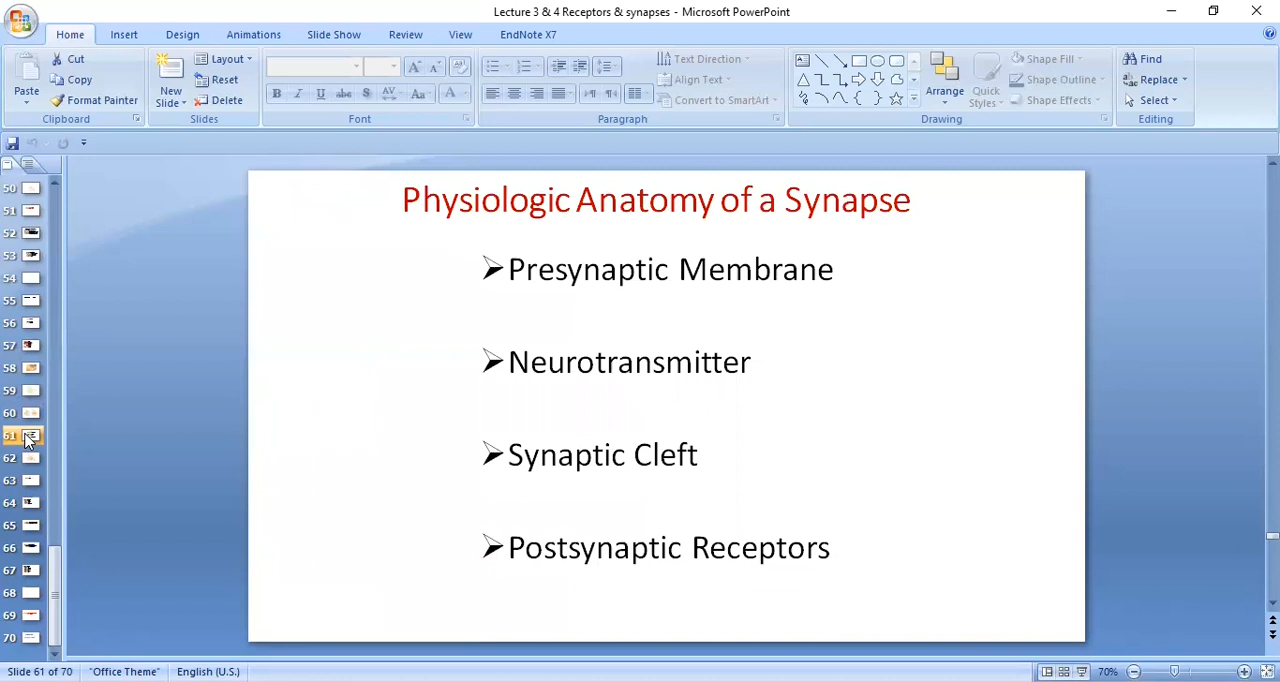 Lecture 3 & 4 Receptors & synapses - Microsoft PowerPoint
Home Insert Design Animations Slide Show Review View EndNote X7
Paste
Cut
Copy
Format Painter
Clipboard
New Slide
Layout
Reset
Delete
Slides
B I U abc S AV Aa A
Font
Text Direction
Align Text
Convert to SmartArt
Paragraph
Arrange
Quick Styles
Shape Fill
Shape Outline
Shape Effects
Drawing
Find
Replace
Select
Editing
50
51
52
53
54
55
56
57
58
59
60
61
62
63
64
65
66
67
68
69
70
Physiologic Anatomy of a Synapse
Presynaptic Membrane
Neurotransmitter
Synaptic Cleft
Postsynaptic Receptors
Slide 61 of 70 "Office Theme" English (U.S.) 70%